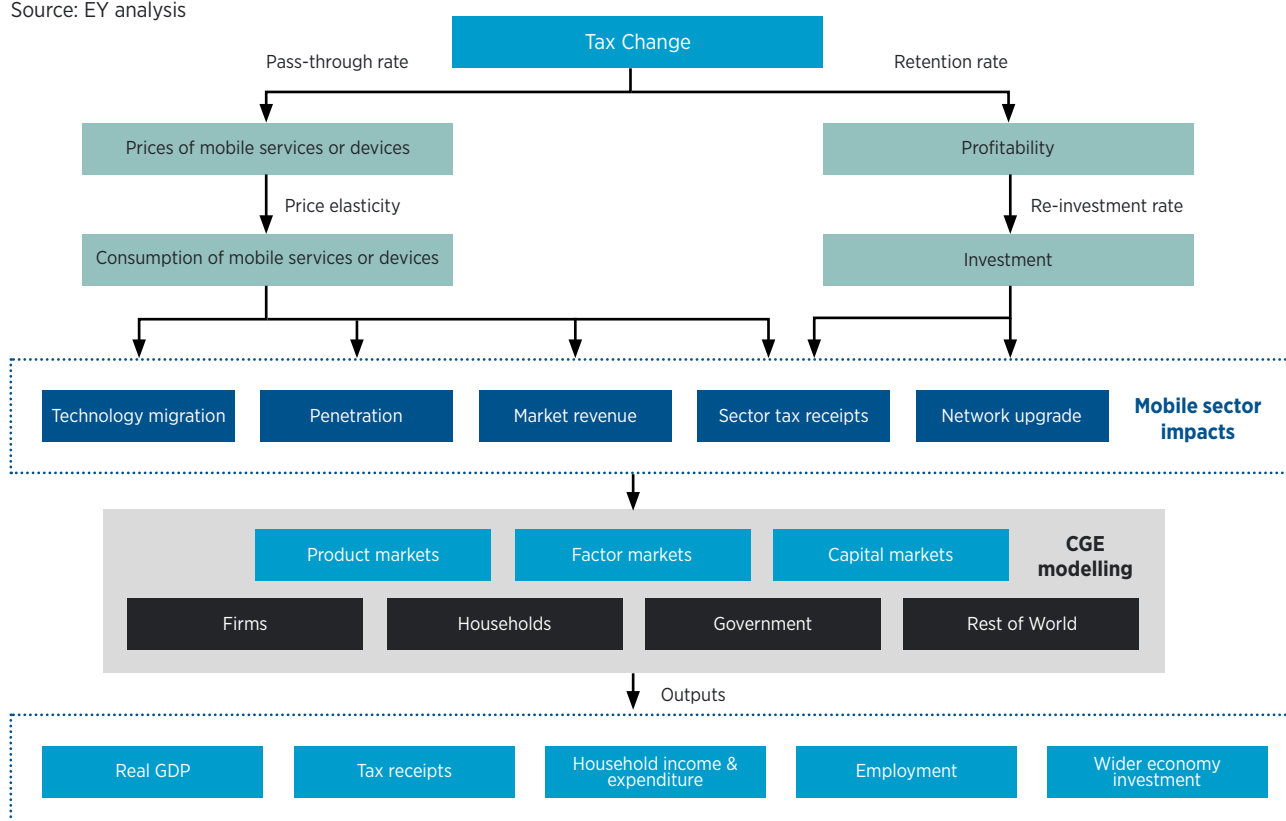 Source: EY analysis
Tax Change
Pass-through rate
Retention rate
Prices of mobile services or devices
Profitability
Price elasticity
Re-investment rate
Consumption of mobile services or devices
Investment
Technology migration
Penetration
Market revenue
Sector tax receipts
Network upgrade
Mobile sector
impacts
Product markets
Factor markets
Capital markets
CGE
modelling
Firms
Households
Government
Rest of World
Outputs
Real GDP
Tax receipts
Household income &
expenditure
Employment
Wider economy
investment